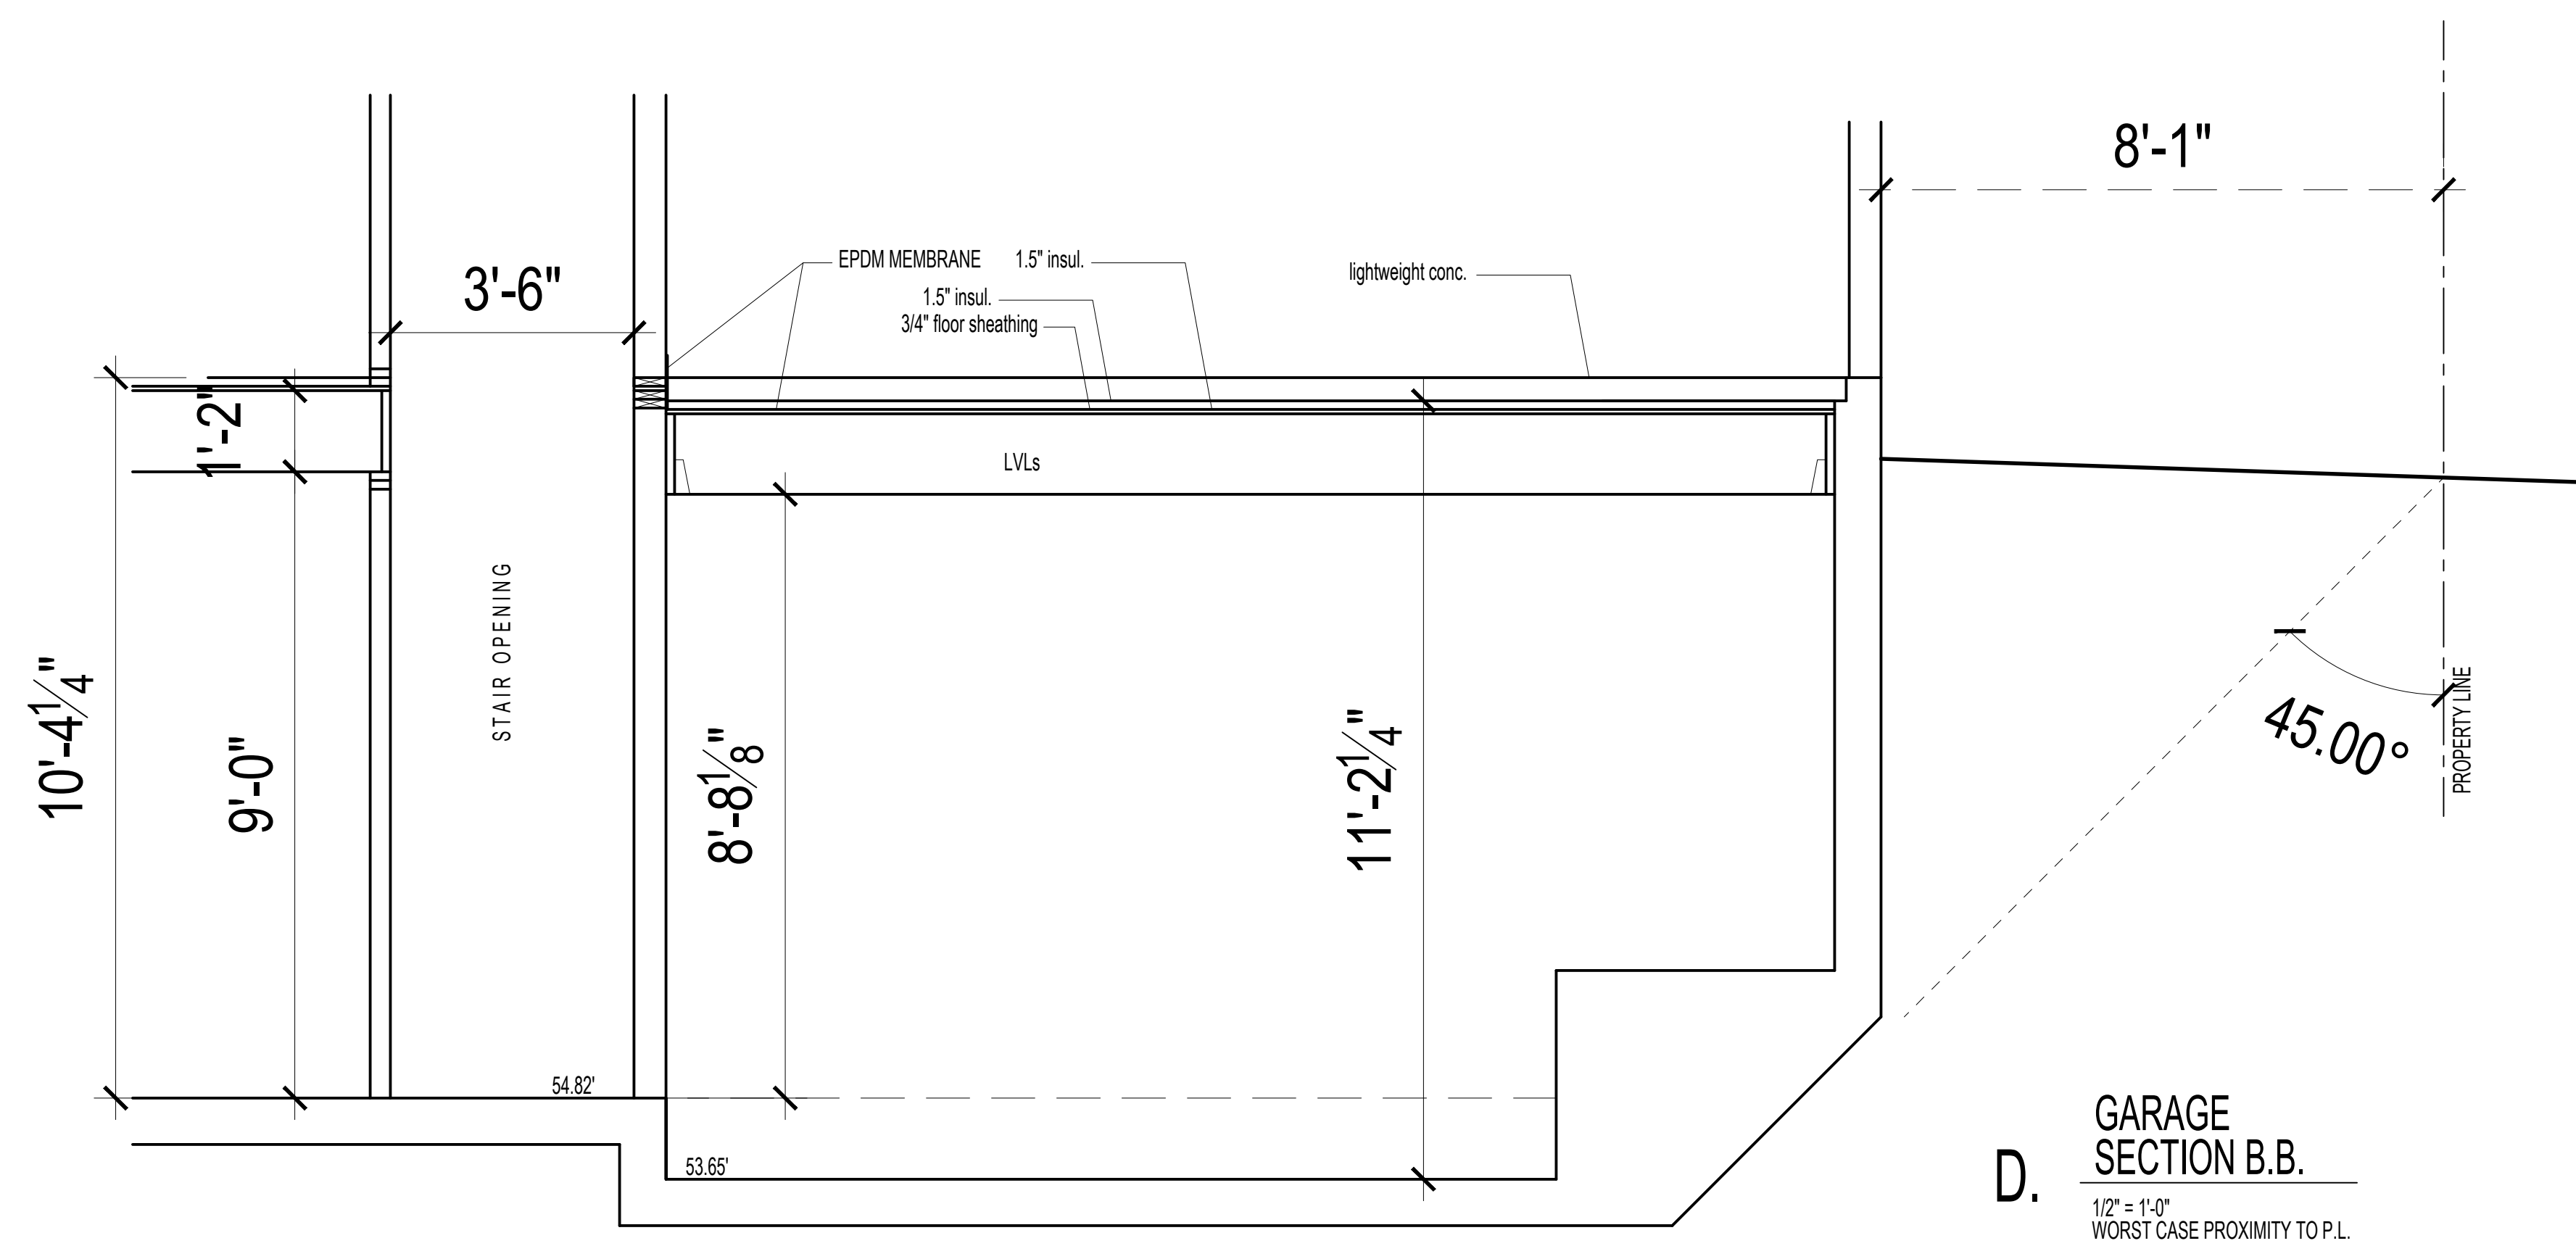 8'-1"
3'-6"
EPDM MEMBRANE
1.5" insul.
lightweight conc.
1.5" insul.
3/4" floor sheathing
1'-2"
LVLs
STAIR OPENING
10'-4 1/4"
9'-0"
8'-8 1/8"
11'-2 1/4"
45.00°
PROPERTY LINE
54.82'
53.65'
D.
GARAGE
SECTION B.B.
1/2" = 1'-0"
WORST CASE PROXIMITY TO P.L.